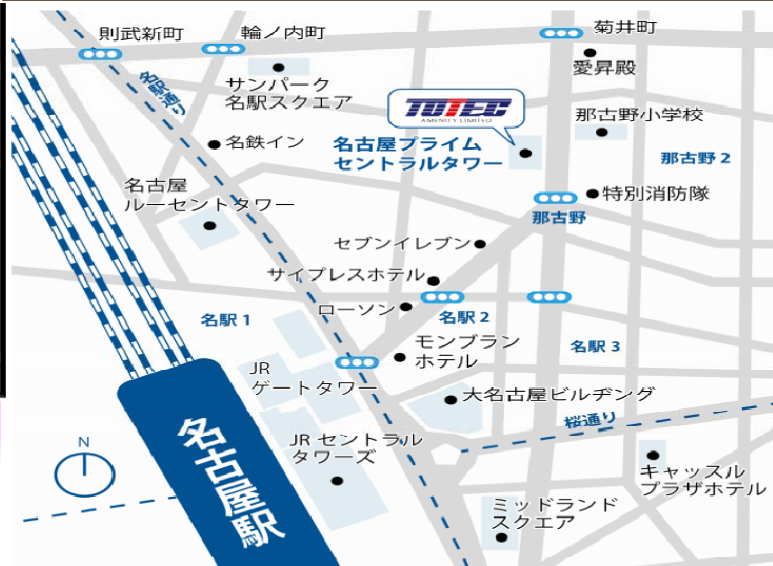 則武新町
輪ノ内町
菊井町
名駅通り
サンパーク
名駅スクエア
愛昇殿
TOTEC
AMENITY LIMITED
那古野小学校
名鉄イン
名古屋プライム
セントラルタワー
那古野 2
名古屋
ルーセントタワー
特別消防隊
那古野
セブンイレブン
サイプレスホテル
ローソン
名駅 1
名駅 2
モンブラン
ホテル
名駅 3
JR
ゲートタワー
大名古屋ビルヂング
桜通り
名古屋駅
N
JR セントラル
タワーズ
キャッスル
プラザホテル
ミッドランド
スクエア